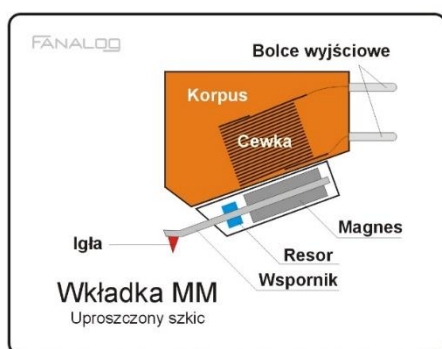 FANALOG
Bolce wyjściowe
Korpus
Cewka
Magnes
Igła
Resor
Wspornik
Wkładka MM
Uproszczony szkic